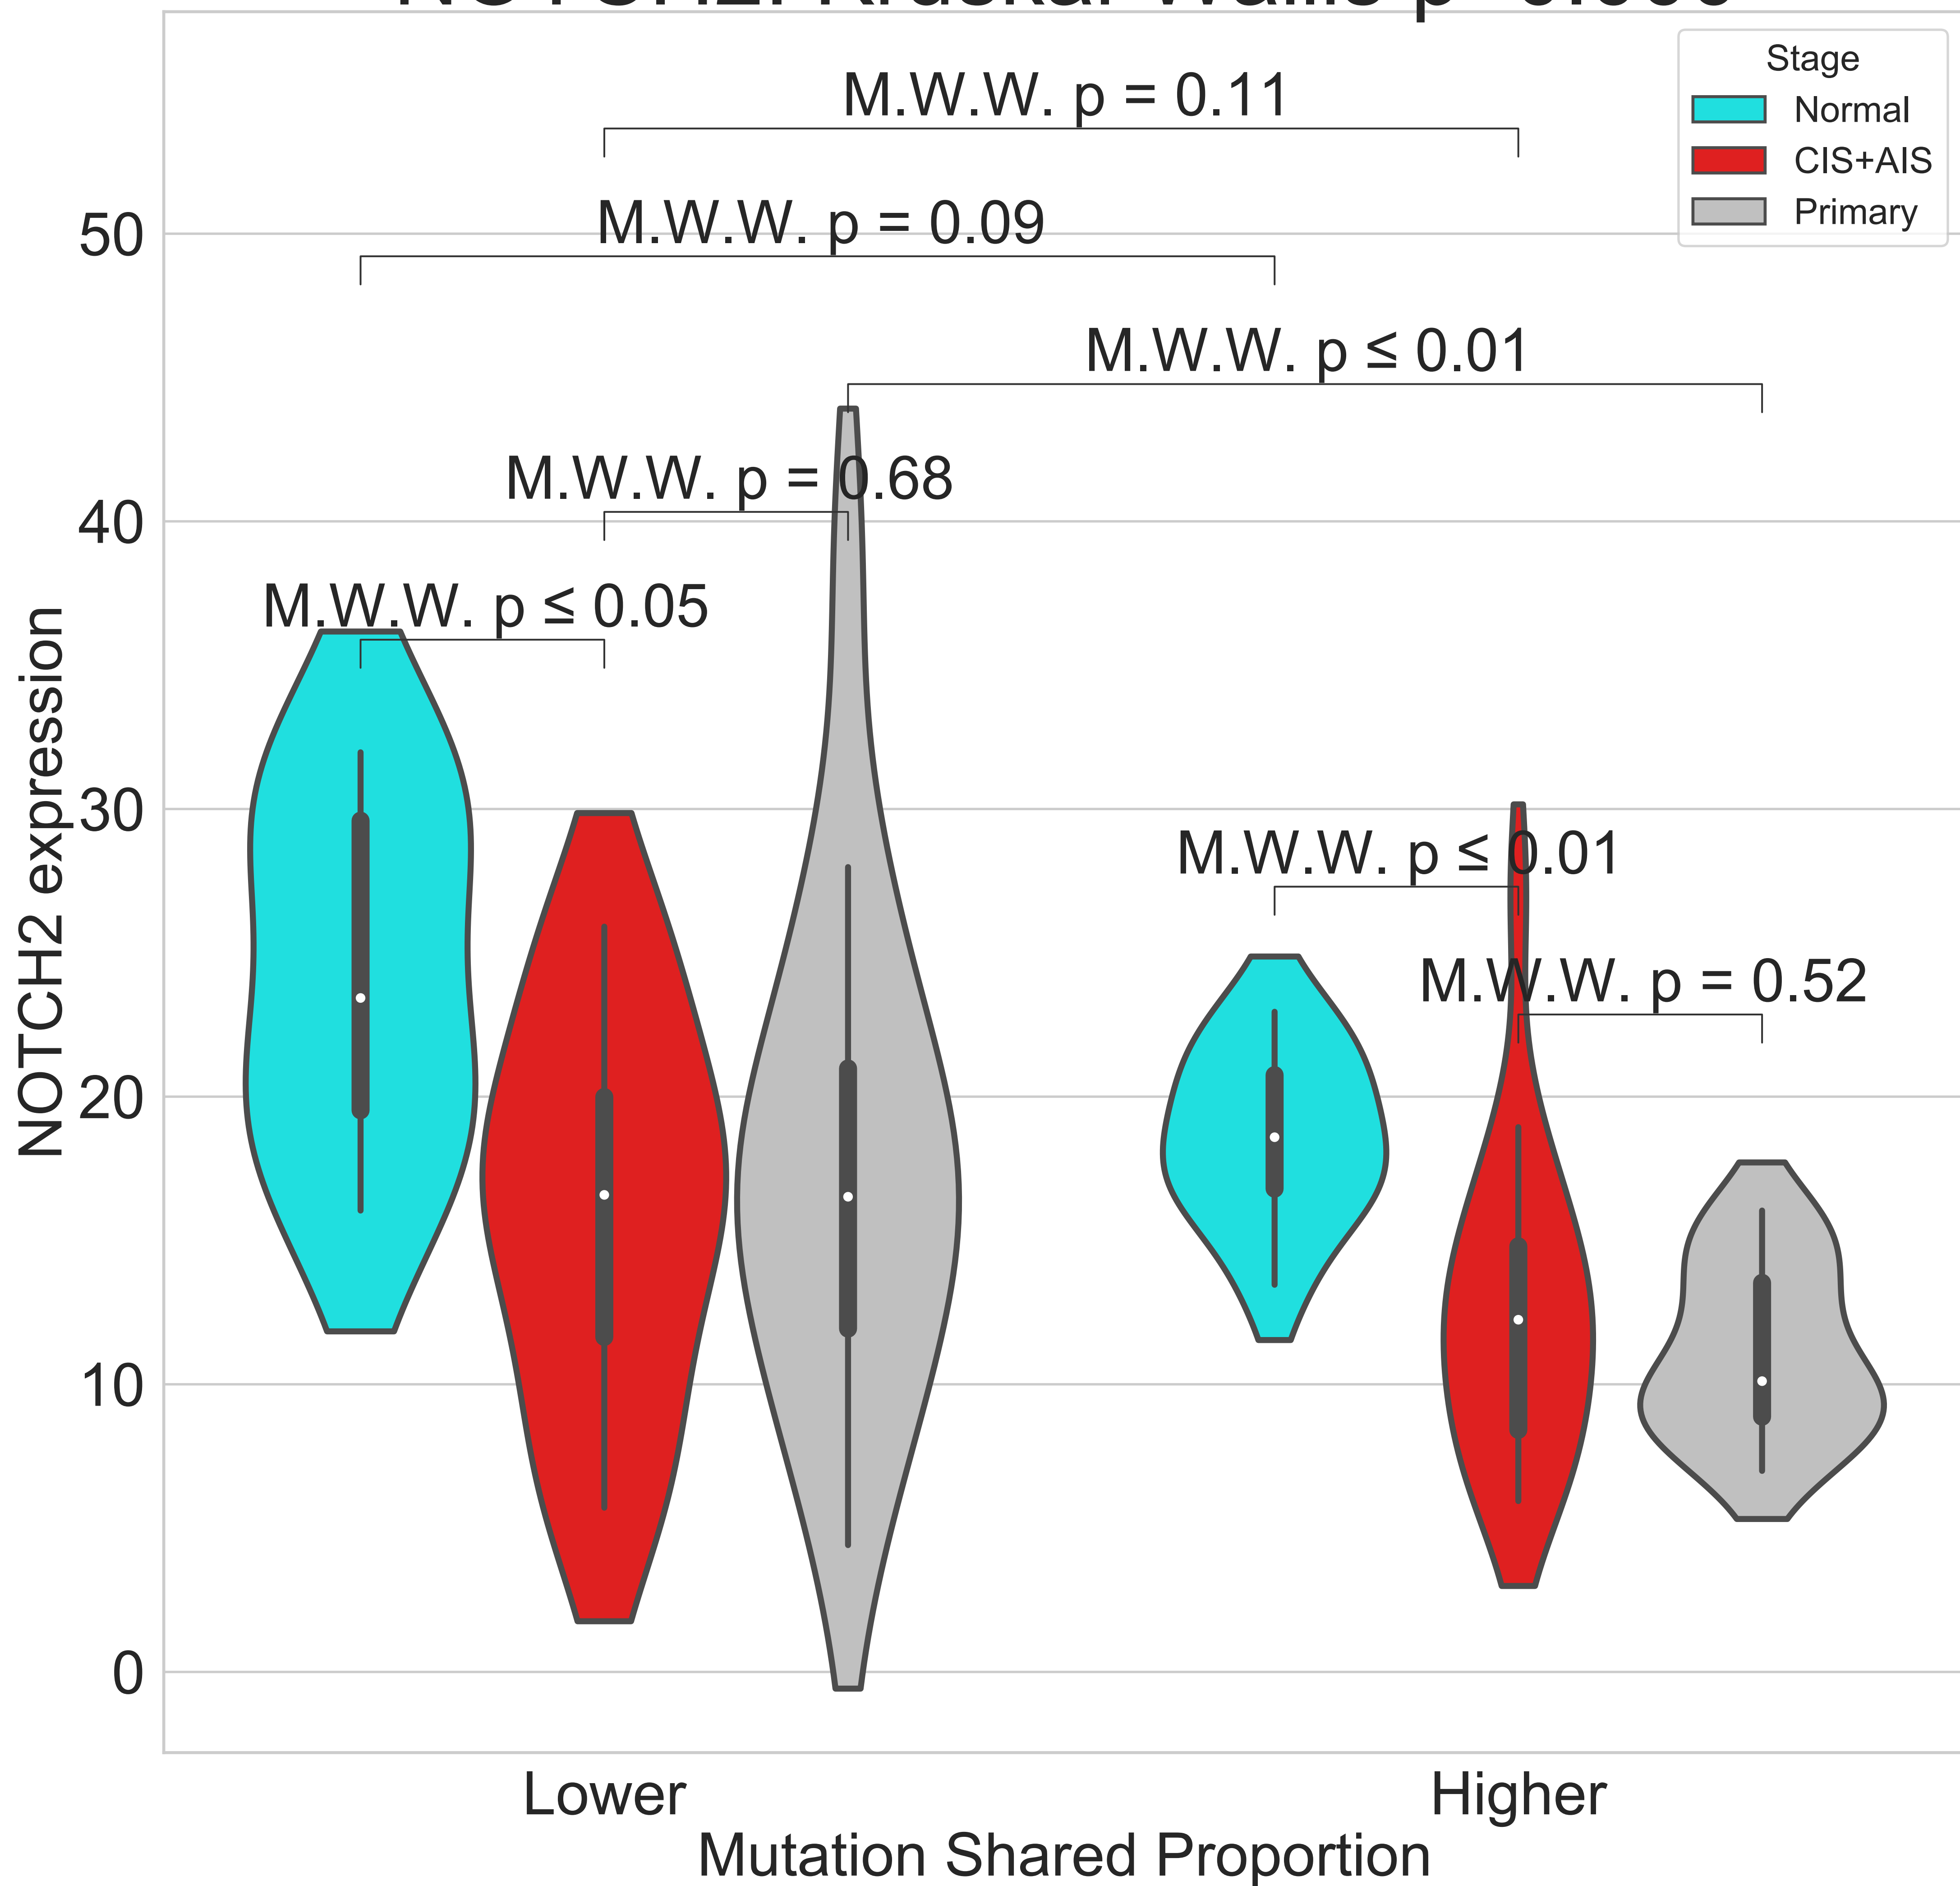 Stage
Normal
CIS+AIS
Primary
M.W.W. p = 0.11
M.W.W. p = 0.09
M.W.W. p ≤ 0.01
M.W.W. p = 0.68
M.W.W. p ≤ 0.05
M.W.W. p ≤ 0.01
M.W.W. p = 0.52
50
40
30
20
10
0
NOTCH2 expression
Lower
Higher
Mutation Shared Proportion